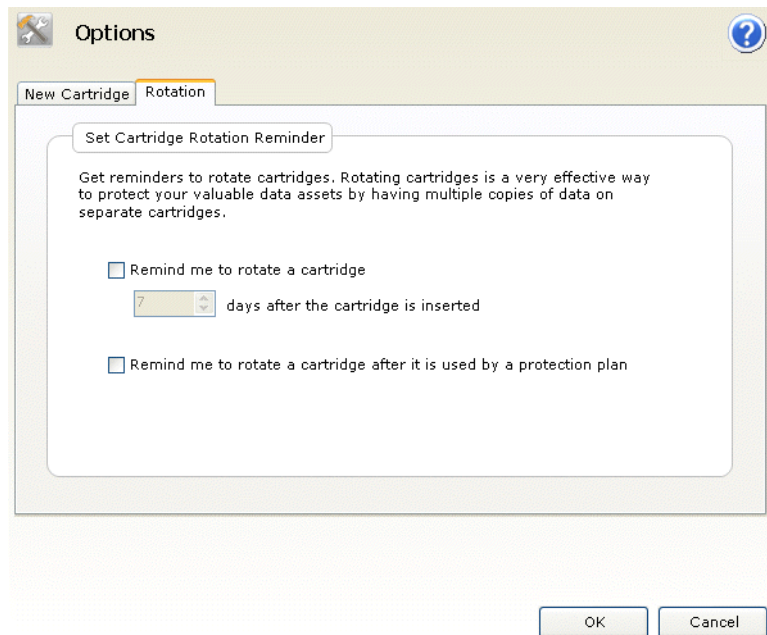 Options
?
New Cartridge
Rotation
Set Cartridge Rotation Reminder
Get reminders to rotate cartridges. Rotating cartridges is a very effective way
to protect your valuable data assets by having multiple copies of data on
separate cartridges.
Remind me to rotate a cartridge
7
days after the cartridge is inserted
Remind me to rotate a cartridge after it is used by a protection plan
OK
Cancel